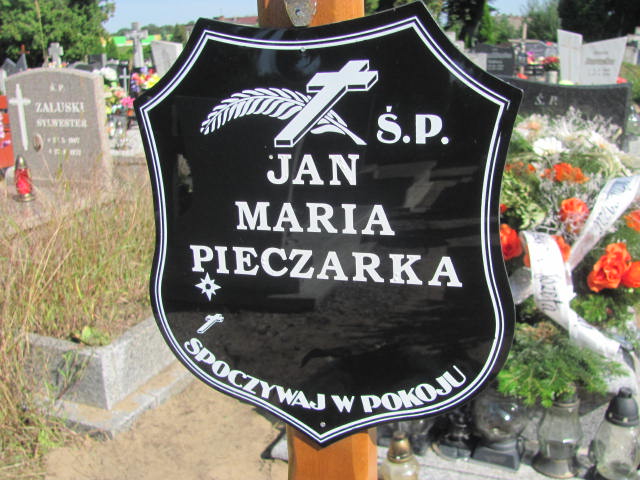 Ś.P.
JAN
MARIA
PIECZARKA
SPOCZYWAJ W POKOJU
Ś.P.
ZAŁUSKI
SYLWESTER
Ś.P.